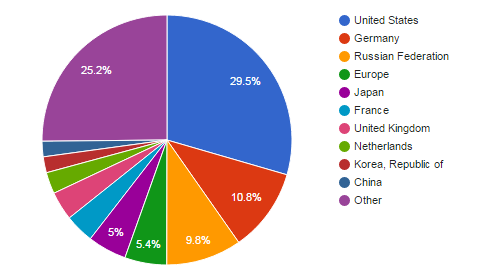 United States
Germany
Russian Federation
Europe
Japan
France
United Kingdom
Netherlands
Korea, Republic of
China
Other
29.5%
10.8%
9.8%
5.4%
5%
25.2%